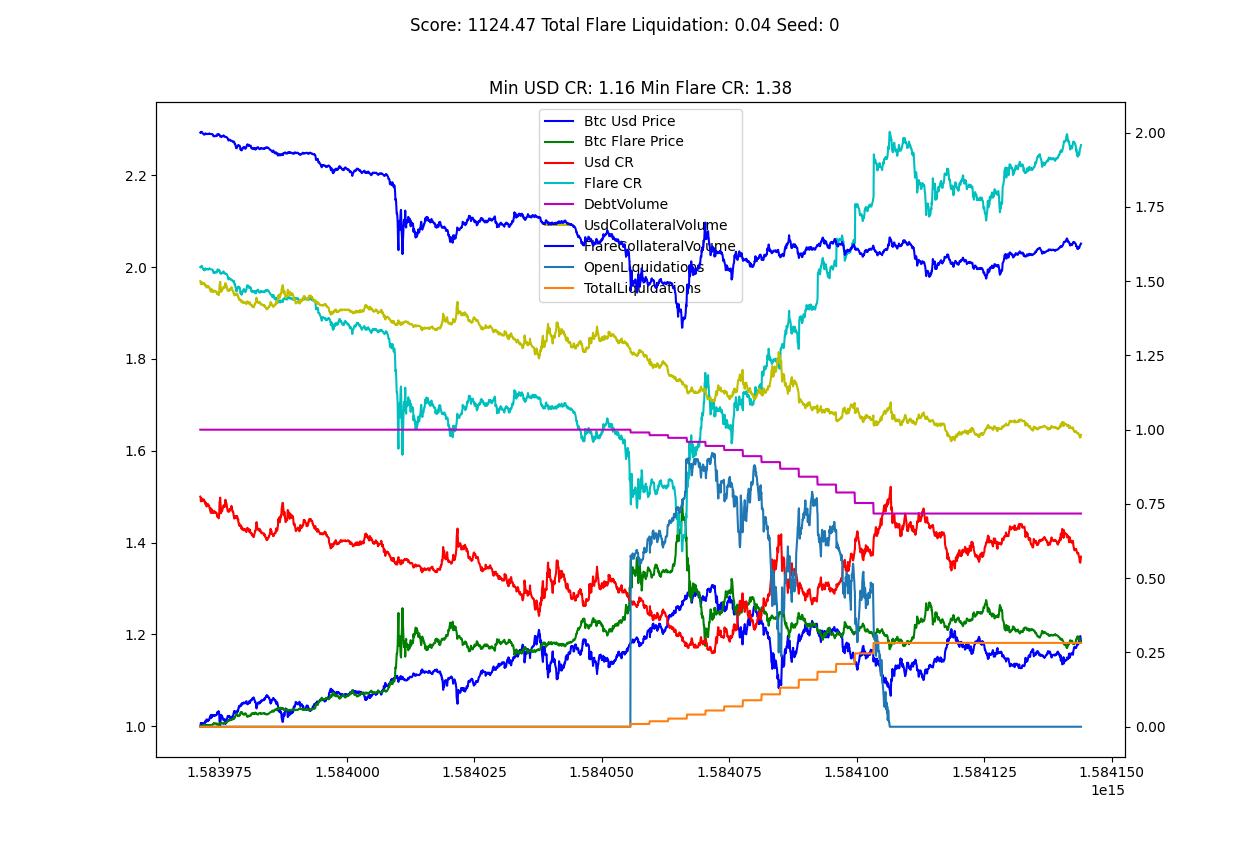 Score: 1124.47 Total Flare Liquidation: 0.04 Seed: 0
Min USD CR: 1.16 Min Flare CR: 1.38
Btc Usd Price
Btc Flare Price
Usd CR
Flare CR
DebtVolume
UsdCollateralVolume
FlareCollateralVolume
OpenLiquidations
TotalLiquidations
2.2
2.0
1.8
1.6
1.4
1.2
1.0
2.00
1.75
1.50
1.25
1.00
0.75
0.50
0.25
0.00
1.583975 1.584000 1.584025 1.584050 1.584075 1.584100 1.584125 1.584150
1e15